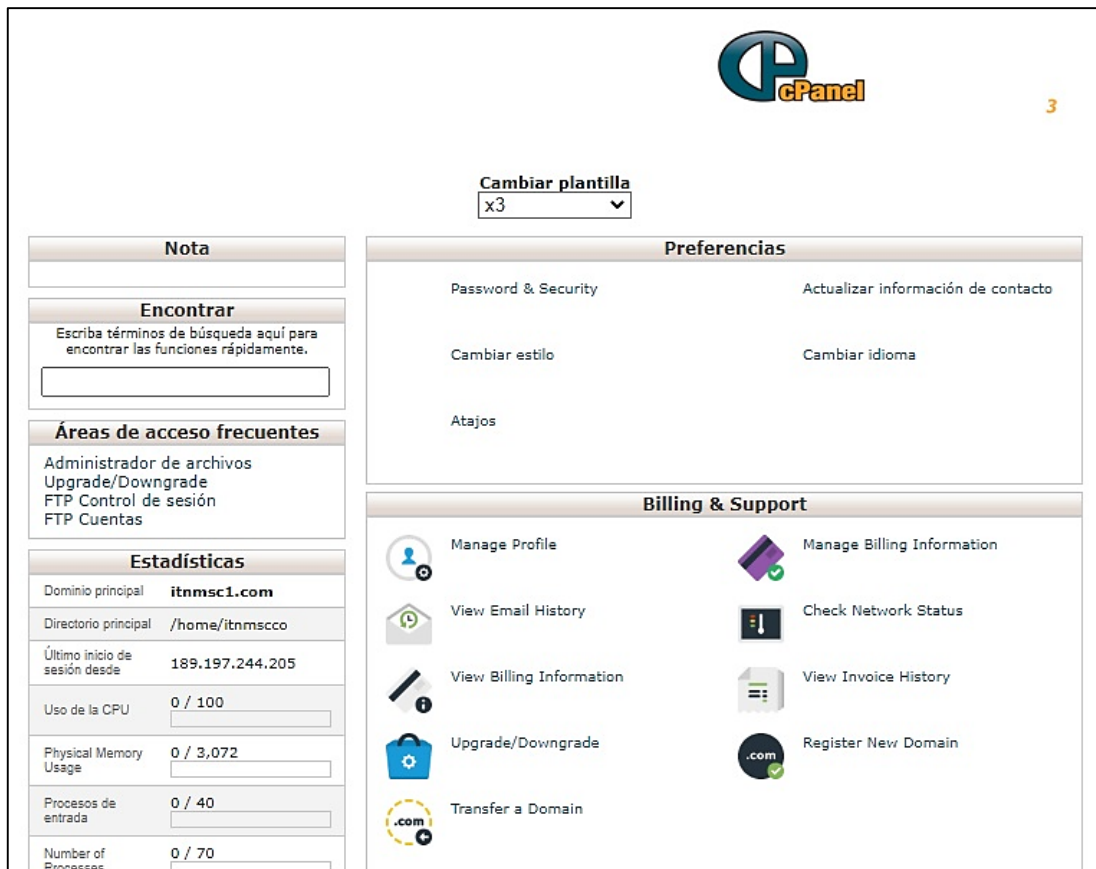 cPanel
3
Cambiar plantilla
x3
Nota
Encontrar
Escriba términos de búsqueda aquí para
encontrar las funciones rápidamente.
Áreas de acceso frecuentes
Administrador de archivos
Upgrade/Downgrade
FTP Control de sesión
FTP Cuentas
Estadísticas
Dominio principal itnmsc1.com
Directorio principal /home/itnmscco
Último inicio de
sesión desde 189.197.244.205
Uso de la CPU 0 / 100
Physical Memory
Usage 0 / 3,072
Procesos de
entrada 0 / 40
Number of
Processes 0 / 70
Preferencias
Password & Security Actualizar información de contacto
Cambiar estilo Cambiar idioma
Atajos
Billing & Support
Manage Profile Manage Billing Information
View Email History Check Network Status
View Billing Information View Invoice History
Upgrade/Downgrade .com Register New Domain
.com Transfer a Domain